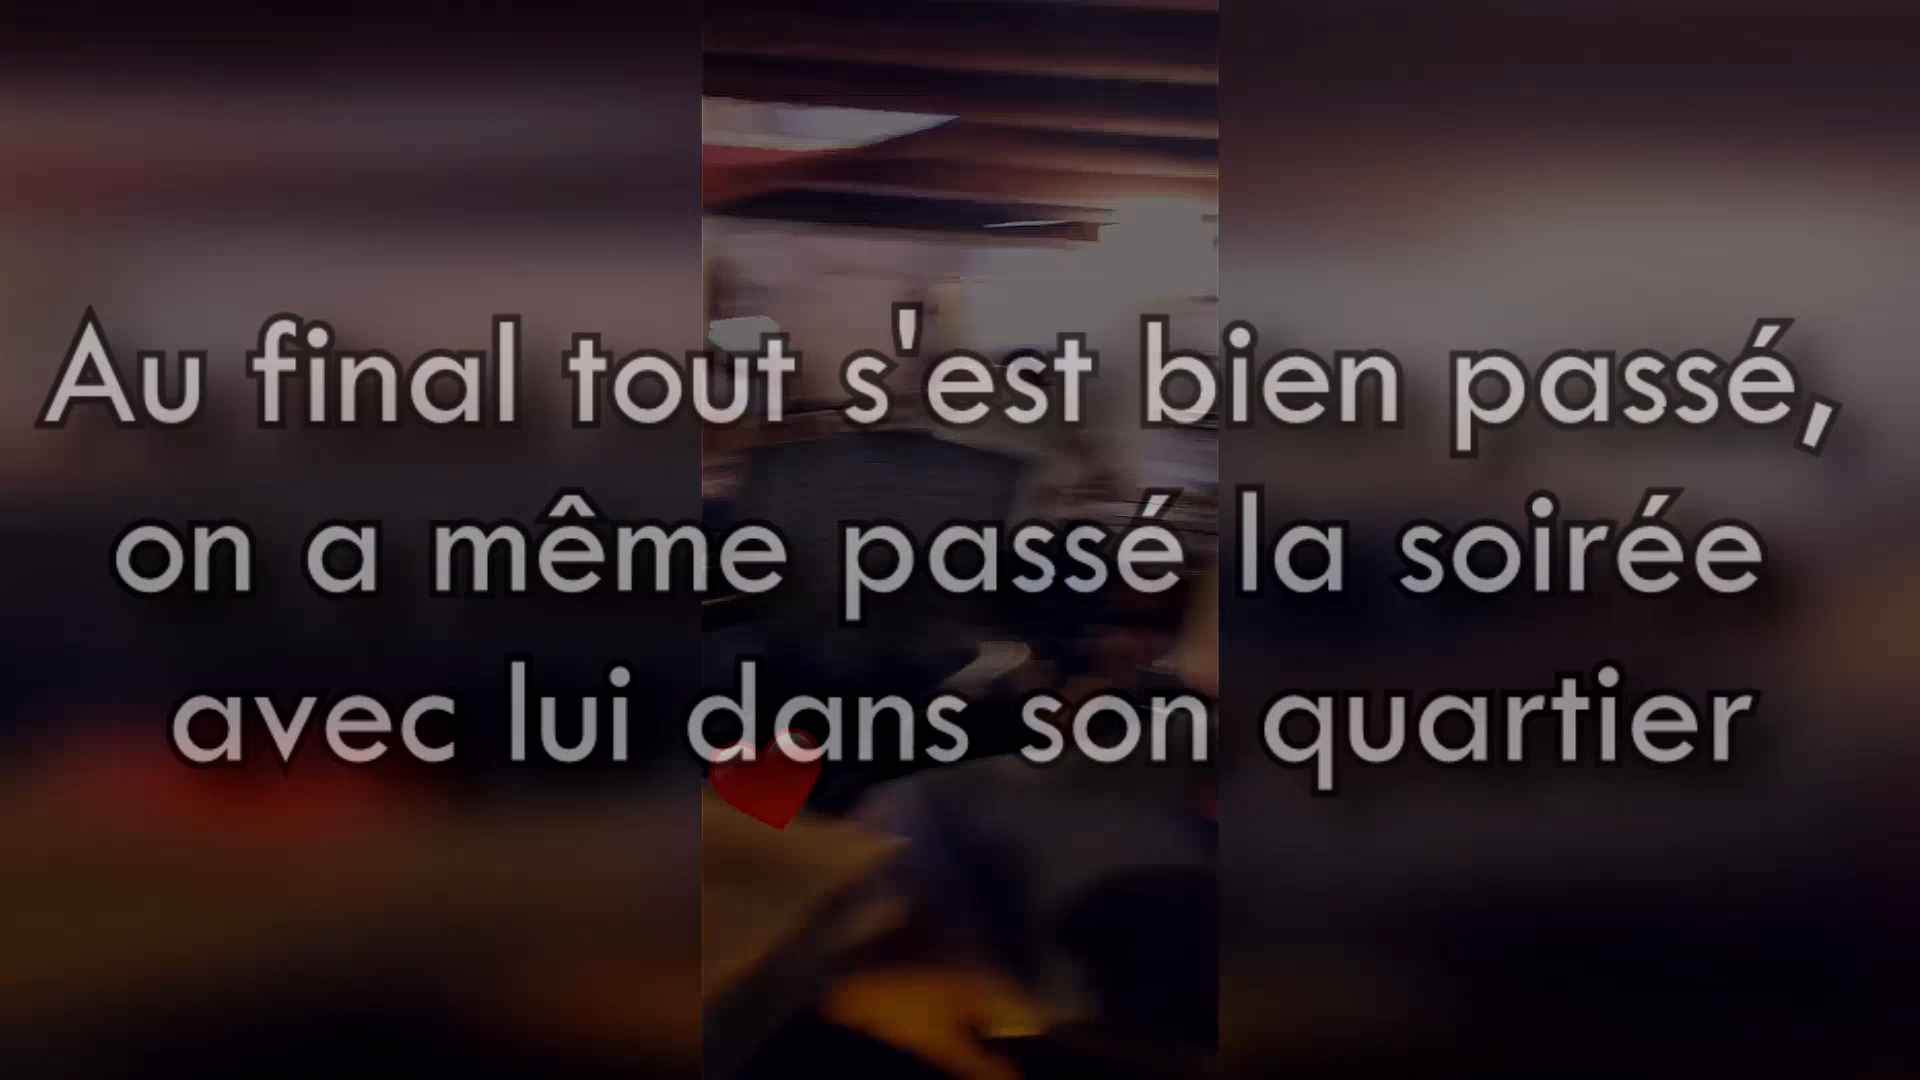 Au final tout s'est bien passé,
on a même passé la soirée
avec lui dans son quartier